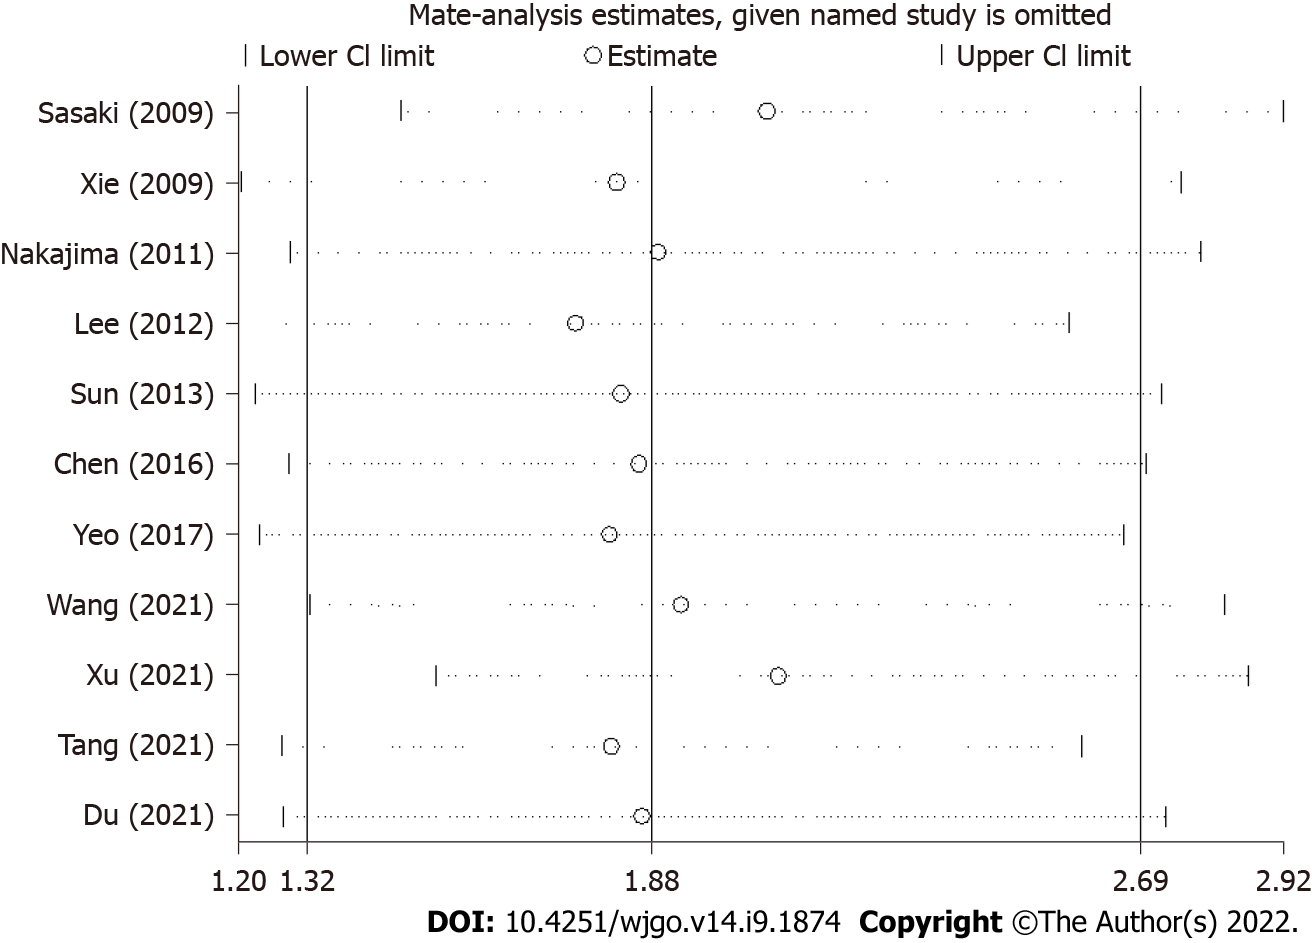 Mate-analysis estimates, given named study is omitted
| Lower Cl limit ○ Estimate | Upper Cl limit
Sasaki (2009)
Xie (2009)
Nakajima (2011)
Lee (2012)
Sun (2013)
Chen (2016)
Yeo (2017)
Wang (2021)
Xu (2021)
Tang (2021)
Du (2021)
1.20 1.32 1.88 2.69 2.92
DOI: 10.4251/wjgo.v14.i9.1874 Copyright ©The Author(s) 2022.